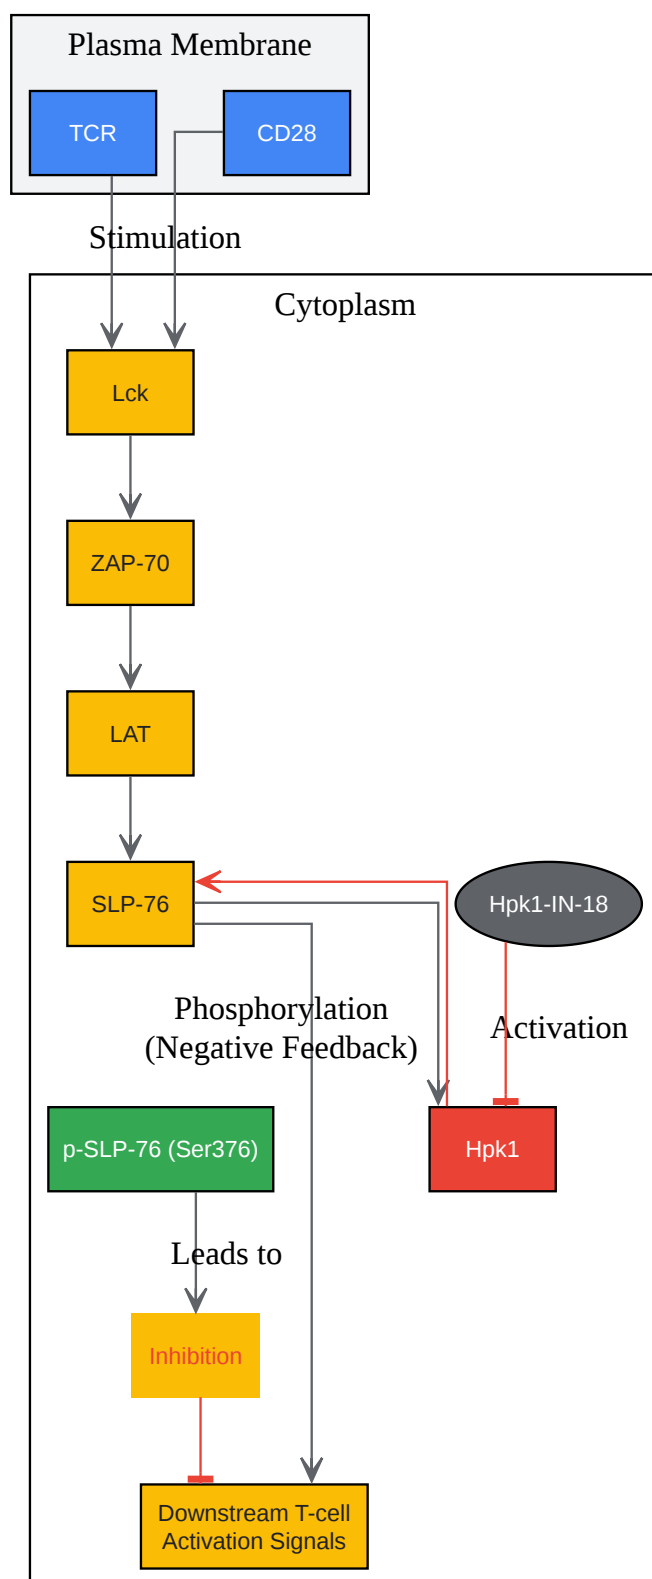 Plasma Membrane
TCR
CD28
Stimulation
Cytoplasm
Lck
ZAP-70
LAT
SLP-76
Hpk1-IN-18
Phosphorylation
(Negative Feedback)
Activation
p-SLP-76 (Ser376)
Hpk1
Leads to
Inhibition
Downstream T-cell
Activation Signals